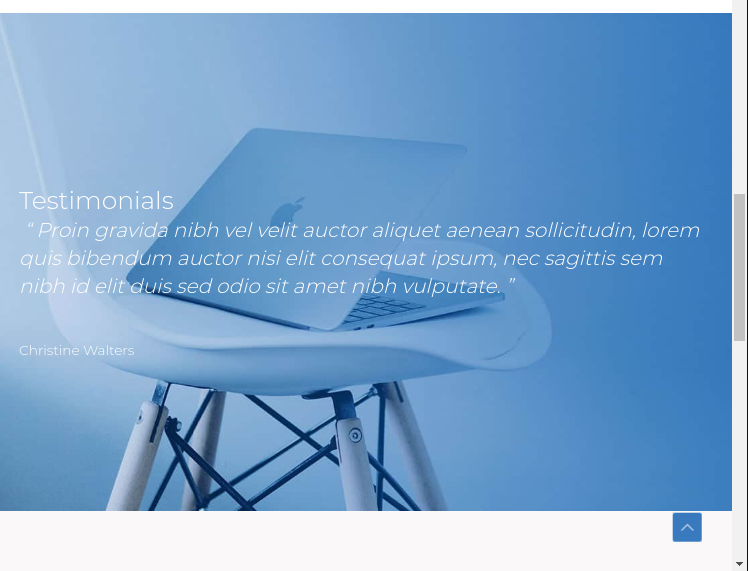 Testimonials
“ Proin gravida nibh vel velit auctor aliquet aenean sollicitudin, lorem
quis bibendum auctor nisi elit consequat ipsum, nec sagittis sem
nibh id elit duis sed odio sit amet nibh vulputate. ”
Christine Walters